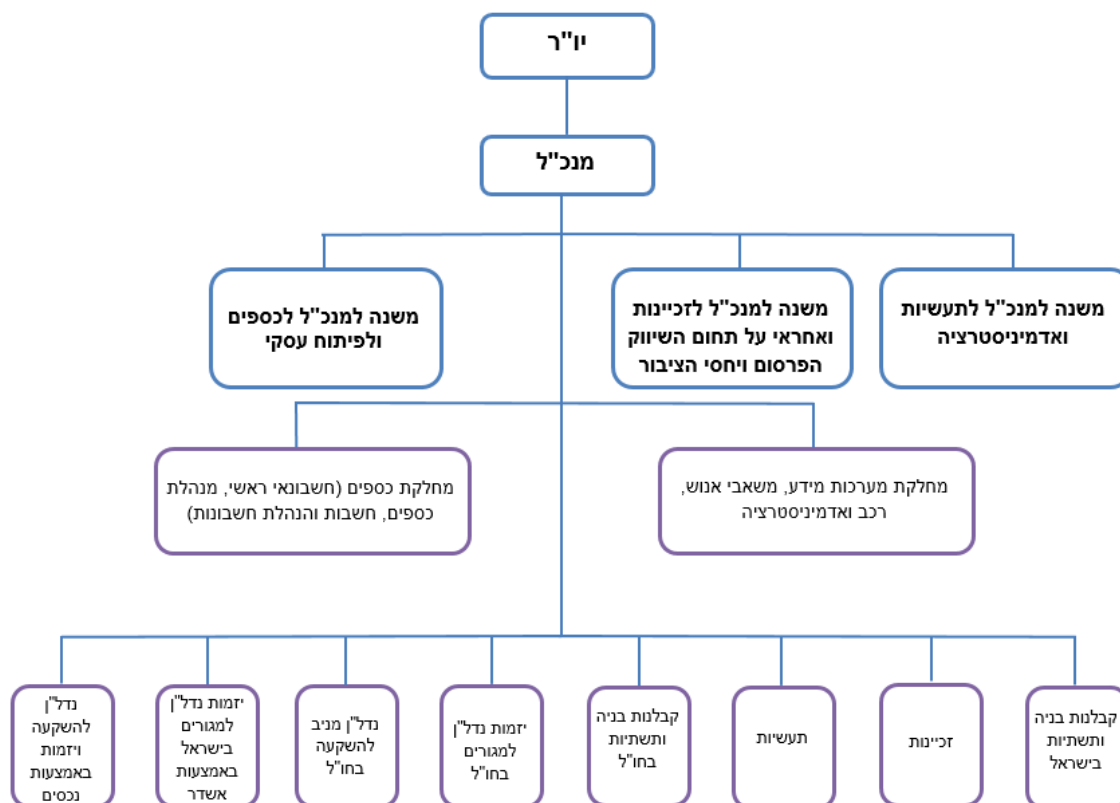 יו"ר
מנכ"ל
משנה למנכ"ל לתעשיות
ואדמיניסטרציה
משנה למנכ"ל לזכיינות
ואחראי על תחום השיווק
הפרסום ויחסי הציבור
משנה למנכ"ל לכספים
ולפיתוח עסקי
מחלקת מערכות מידע, משאבי אנוש,
רכב ואדמיניסטרציה
מחלקת כספים (חשבונאי ראשי, מנהלת
כספים, חשבות והנהלת חשבונות)
קבלנות בניה
ותשתיות
בישראל
זכיינות
תעשיות
קבלנות בניה
ותשתיות
בחו"ל
יזמות נדל"ן
למגורים
בחו"ל
נדל"ן מניב
להשקעה
בחו"ל
יזמות נדל"ן
למגורים
בישראל
באמצעות
אשדר
נדל"ן
להשקעה
ויזמות
באמצעות
נכסים